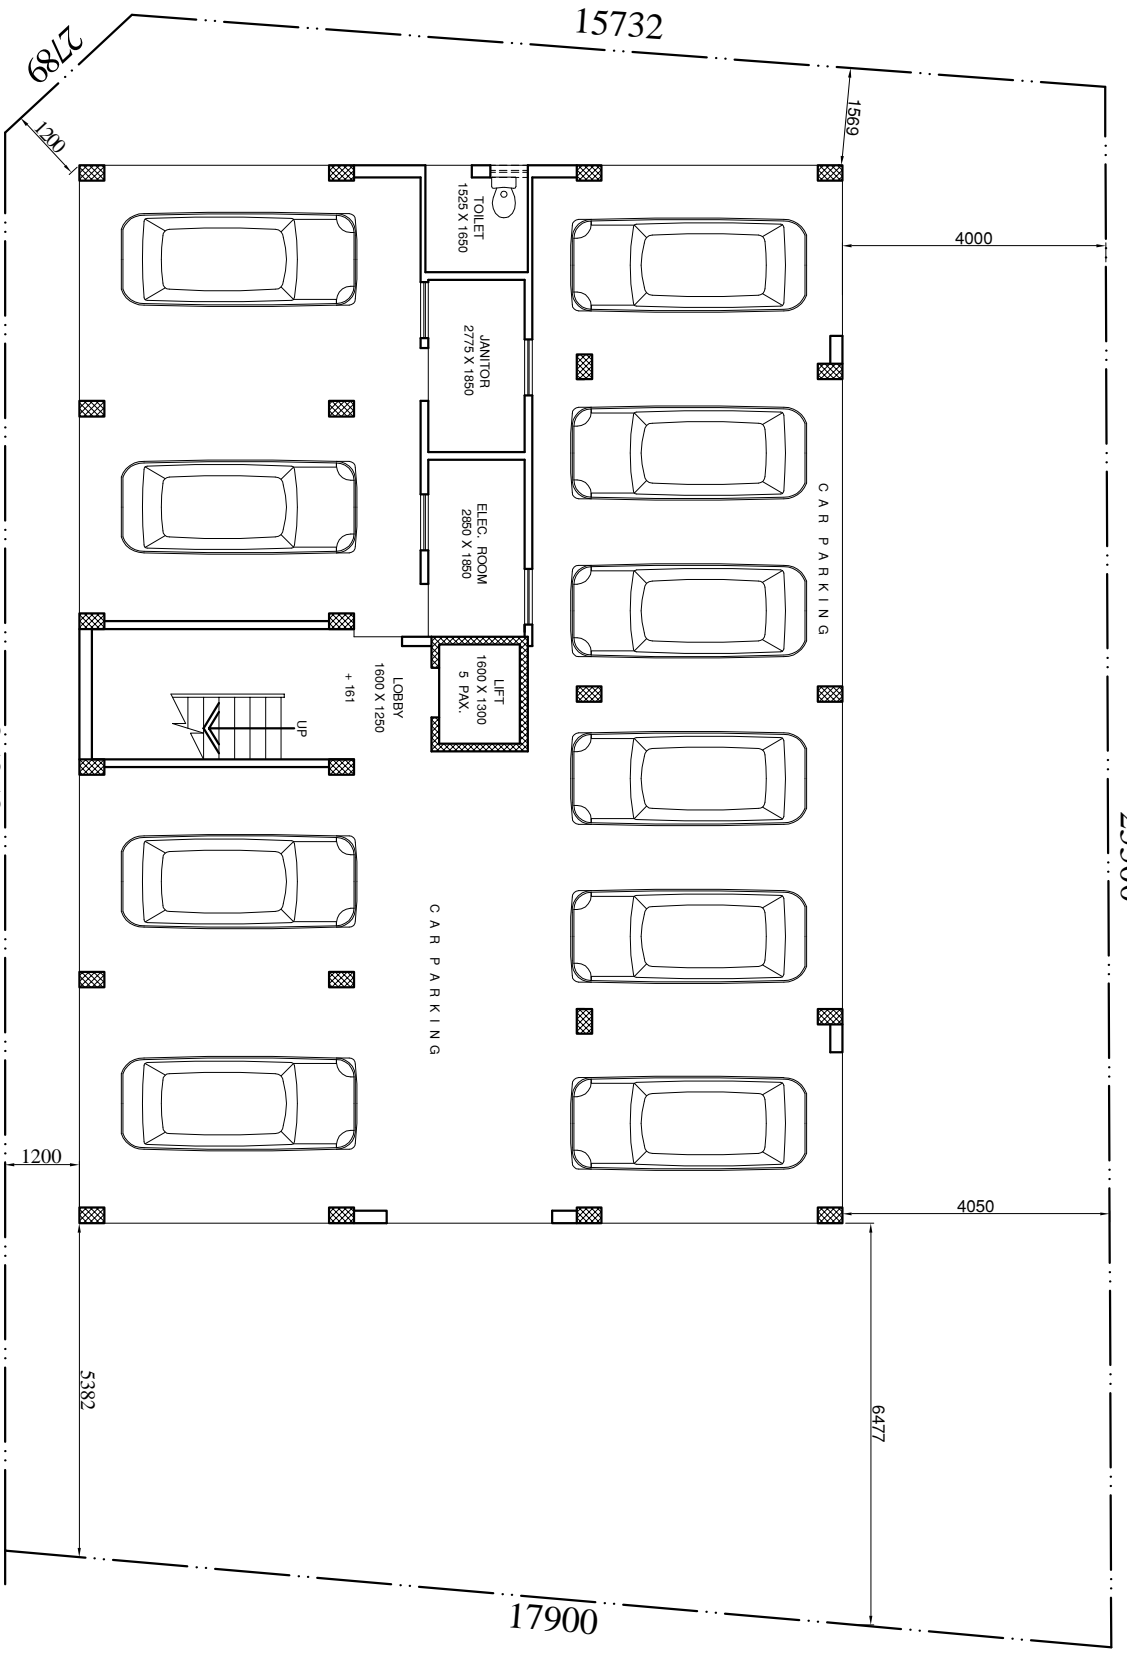 15732
2789
1200
1569
4000
TOILET
1525 X 1650
JANITOR
2775 X 1850
ELEC. ROOM
2850 X 1850
CAR PARKING
LIFT
1600 X 1300
5 PAX.
LOBBY
1600 X 1250
+ 161
UP
CAR PARKING
1200
4050
5382
6477
17900